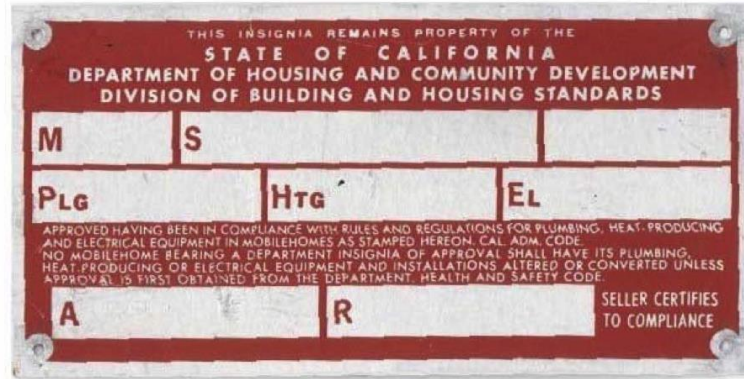 THIS INSIGNIA REMAINS PROPERTY OF THE
STATE OF CALIFORNIA
DEPARTMENT OF HOUSING AND COMMUNITY DEVELOPMENT
DIVISION OF BUILDING AND HOUSING STANDARDS
M S
PLG HTG EL
APPROVED HAVING BEEN IN COMPLIANCE WITH RULES AND REGULATIONS FOR PLUMBING, HEAT-PRODUCING
AND ELECTRICAL EQUIPMENT IN MOBILEHOMES AS STAMPED HEREON. CAL. ADM. CODE.
NO MOBILEHOME BEARING A DEPARTMENT INSIGNIA OF APPROVAL SHALL HAVE ITS PLUMBING,
HEAT-PRODUCING OR ELECTRICAL EQUIPMENT AND INSTALLATIONS ALTERED OR CONVERTED UNLESS
APPROVAL IS FIRST OBTAINED FROM THE DEPARTMENT. HEALTH AND SAFETY CODE.
A R
SELLER CERTIFIES
TO COMPLIANCE